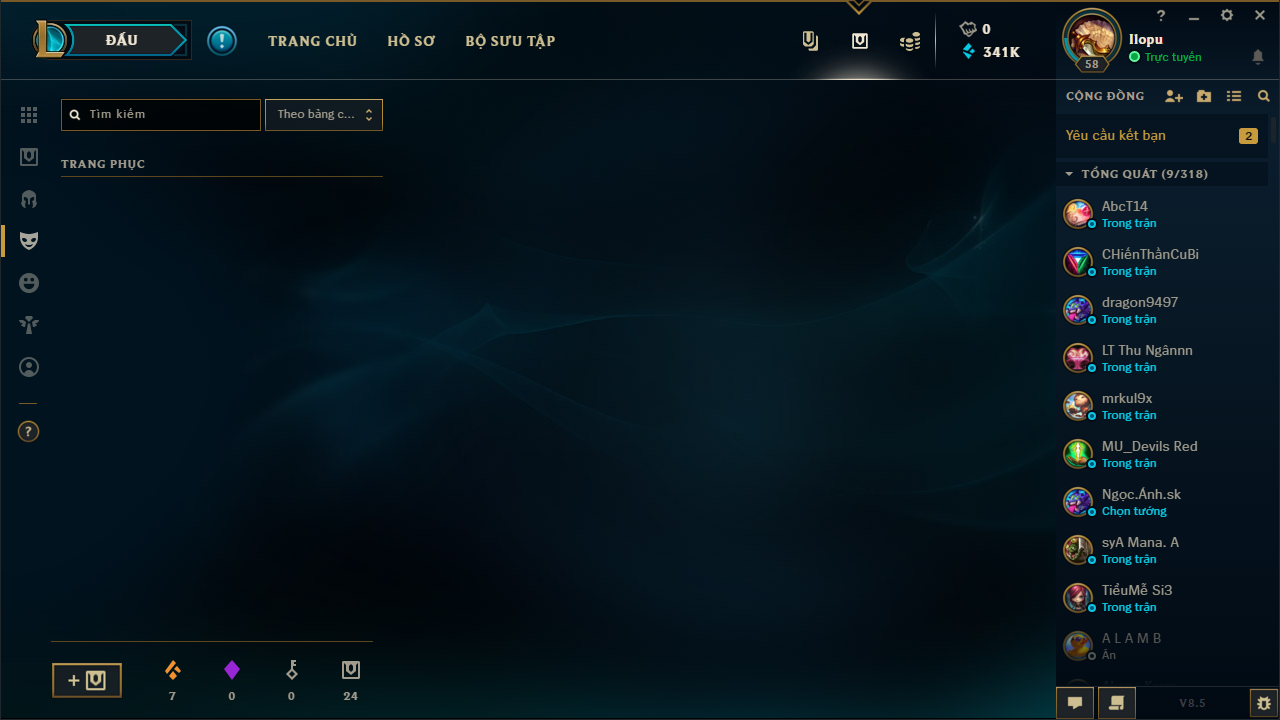 ĐẤU
TRANG CHỦ
HỒ SƠ
BỘ SƯU TẬP
0
341K
58
Ilopu
Trực tuyến
Tìm kiếm
Theo bảng c...
TRANG PHỤC
7
0
0
24
CỘNG ĐỒNG
Yêu cầu kết bạn
2
TỔNG QUÁT (9/318)
AbcT14
Trong trận
CHiếnThầnCuBi
Trong trận
dragon9497
Trong trận
LT Thu Ngânnn
Trong trận
mrkul9x
Trong trận
MU_Devils Red
Trong trận
Ngọc.Ánh.sk
Chọn tướng
syA Mana. A
Trong trận
TiểuMễ Si3
Trong trận
A L A M B
Ẩn
V8.5